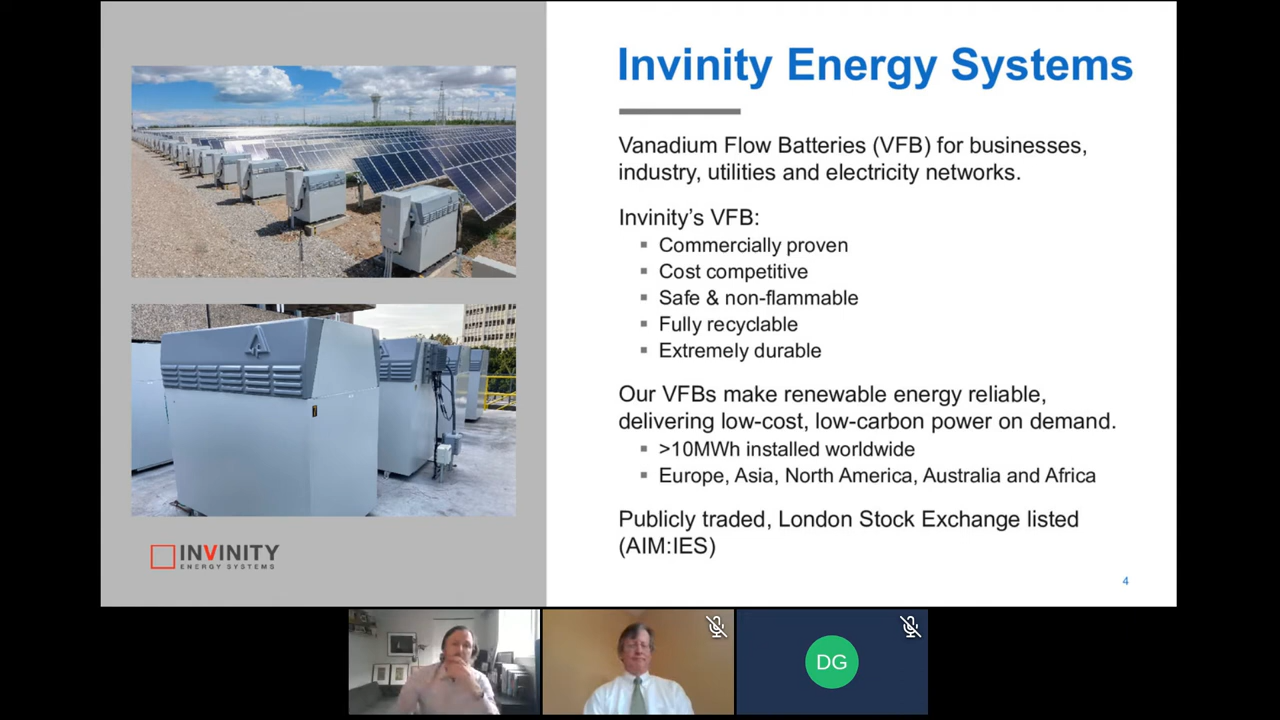 Invinity Energy Systems
Vanadium Flow Batteries (VFB) for businesses,
industry, utilities and electricity networks.
Invinity’s VFB:
▪ Commercially proven
▪ Cost competitive
▪ Safe & non-flammable
▪ Fully recyclable
▪ Extremely durable
Our VFBs make renewable energy reliable,
delivering low-cost, low-carbon power on demand.
▪ >10MWh installed worldwide
▪ Europe, Asia, North America, Australia and Africa
Publicly traded, London Stock Exchange listed
(AIM:IES)
INVINITY
ENERGY SYSTEMS
4
DG